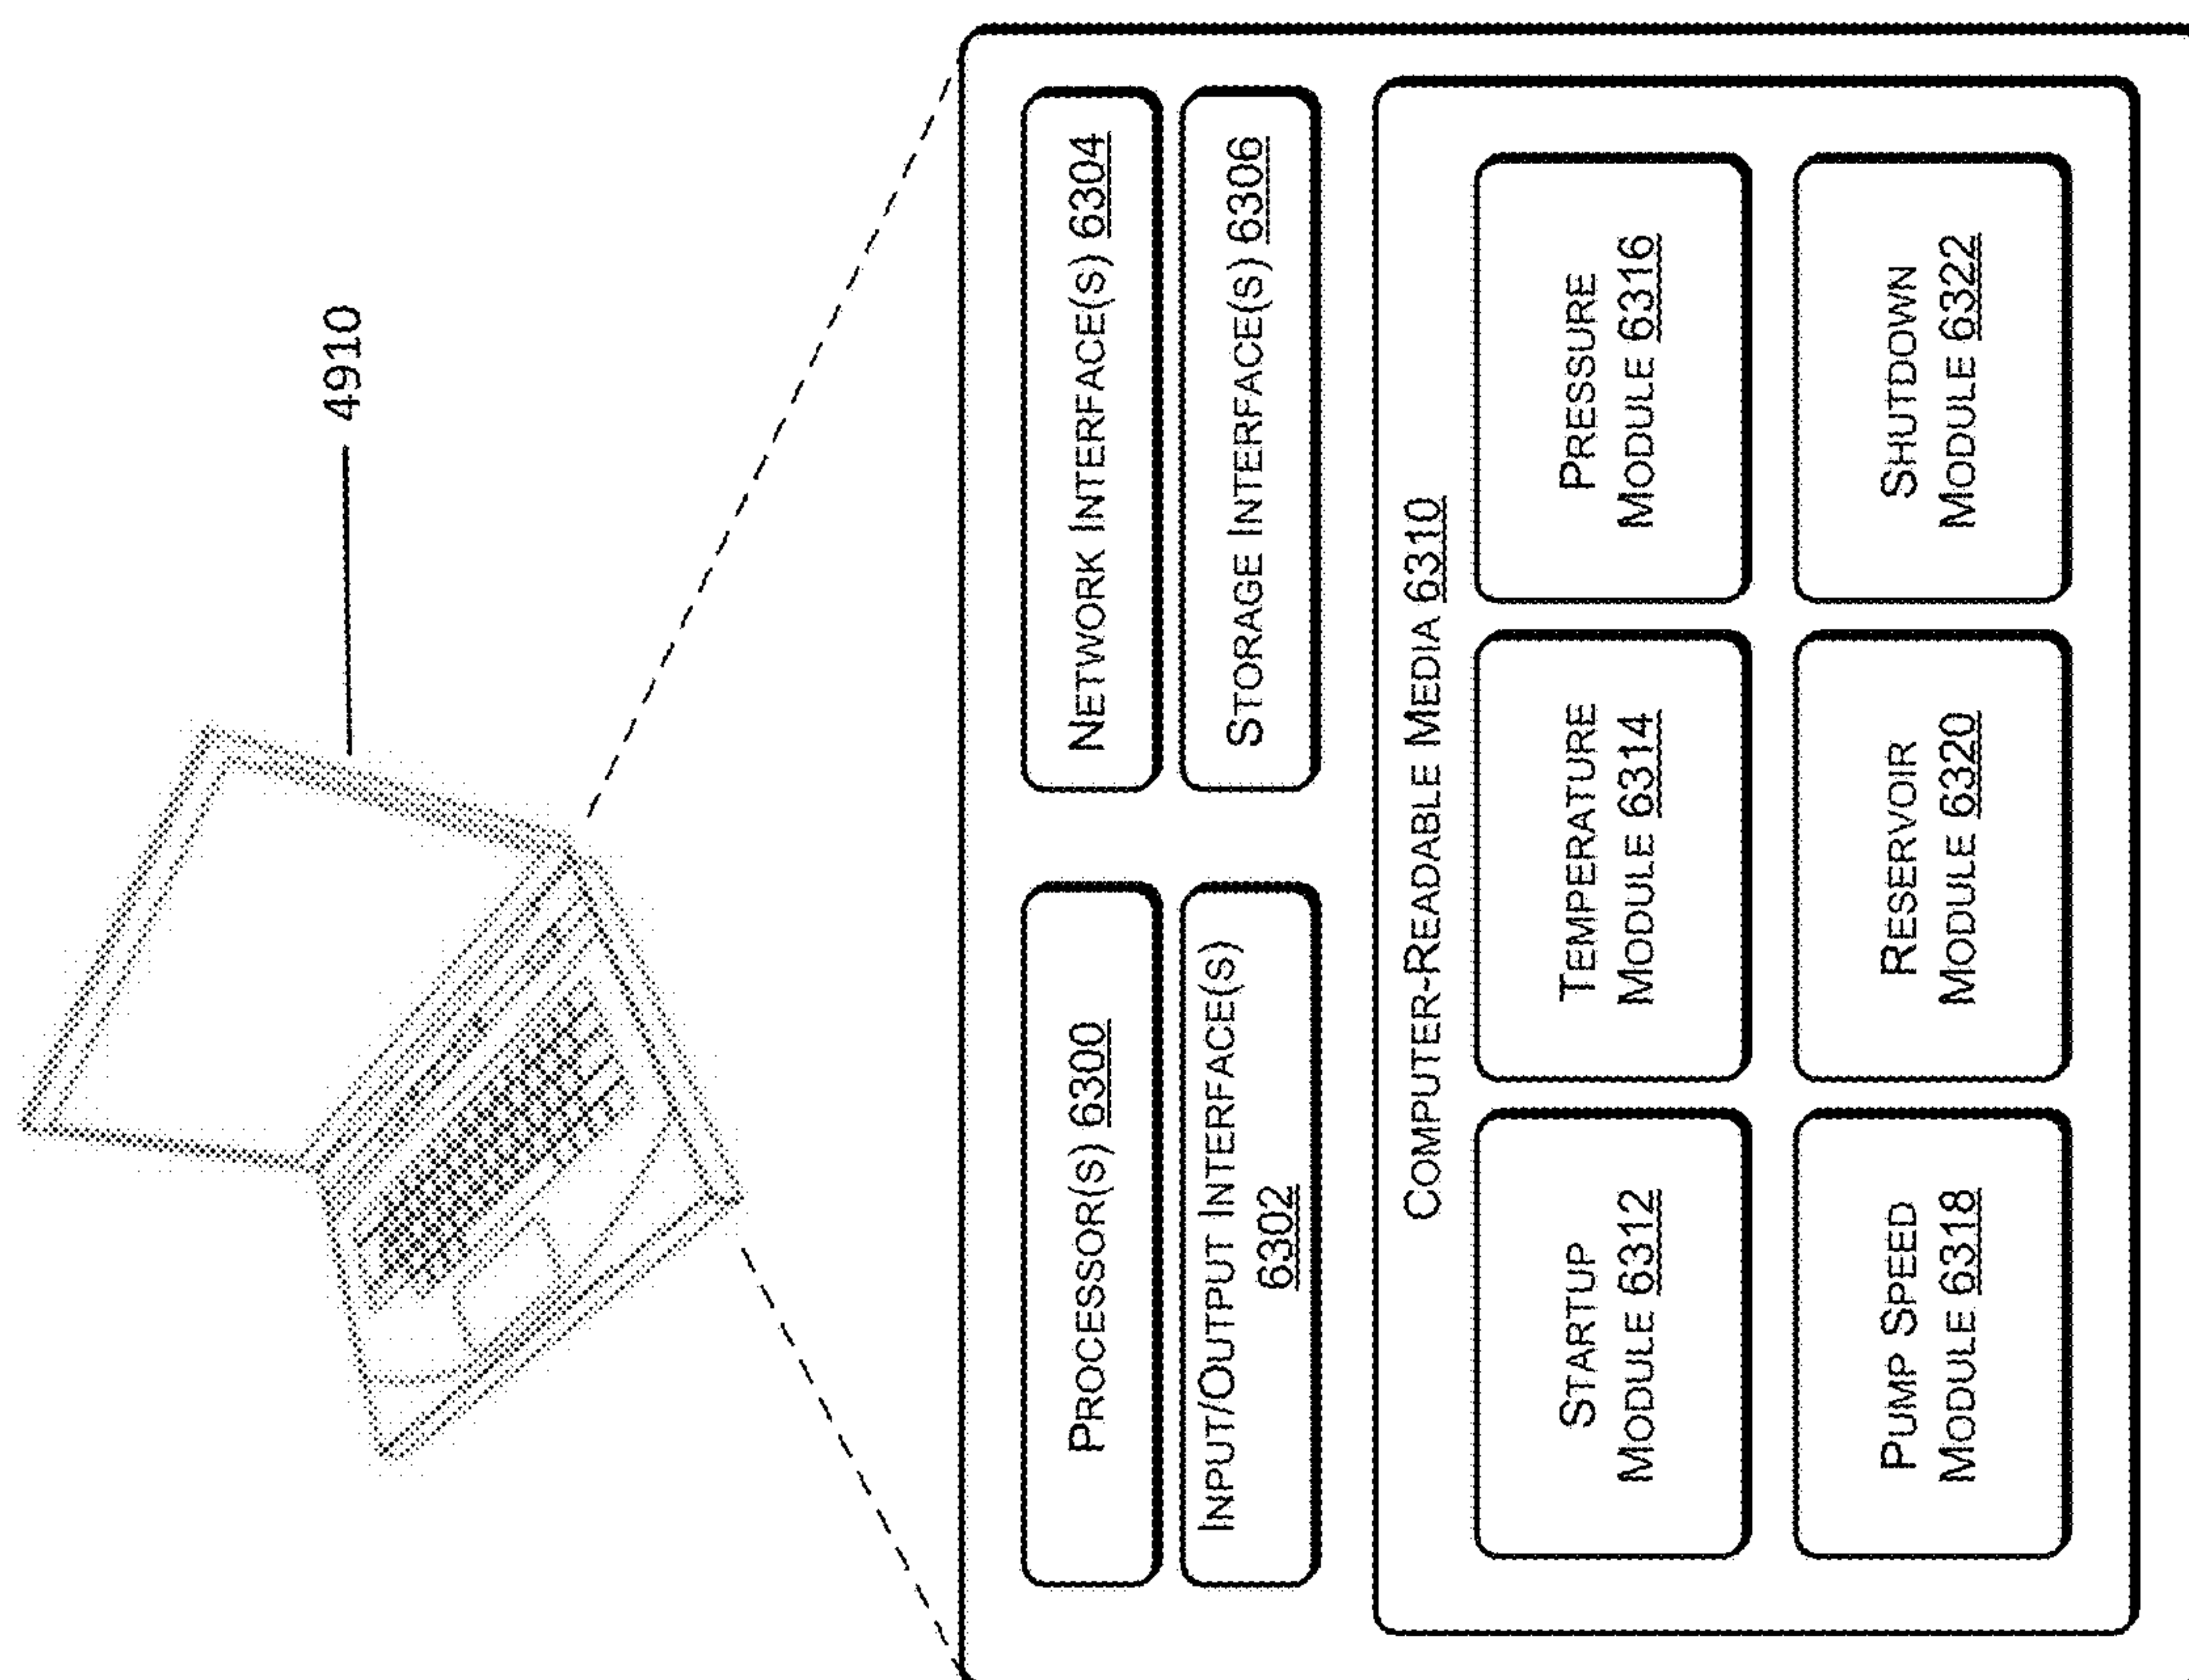 4910
PROCESSOR(S) 6300
NETWORK INTERFACE(S) 6304
INPUT/OUTPUT INTERFACE(S)
6302
STORAGE INTERFACE(S) 6306
COMPUTER-READABLE MEDIA 6310
STARTUP
MODULE 6312
TEMPERATURE
MODULE 6314
PRESSURE
MODULE 6316
PUMP SPEED
MODULE 6318
RESERVOIR
MODULE 6320
SHUTDOWN
MODULE 6322